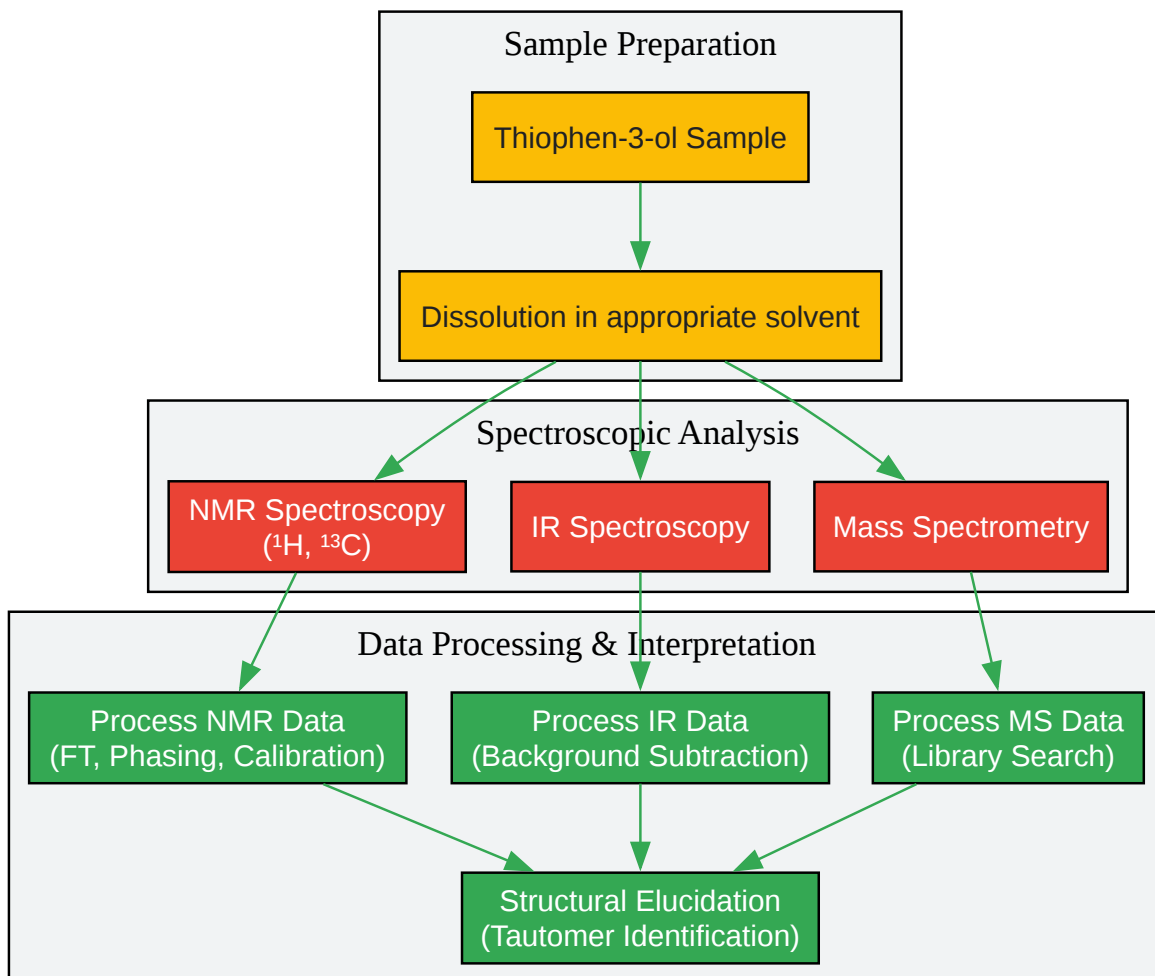 Sample Preparation
Thiophen-3-ol Sample
Dissolution in appropriate solvent
Spectroscopic Analysis
NMR Spectroscopy
(¹H, ¹³C)
IR Spectroscopy
Mass Spectrometry
Data Processing & Interpretation
Process NMR Data
(FT, Phasing, Calibration)
Process IR Data
(Background Subtraction)
Process MS Data
(Library Search)
Structural Elucidation
(Tautomer Identification)